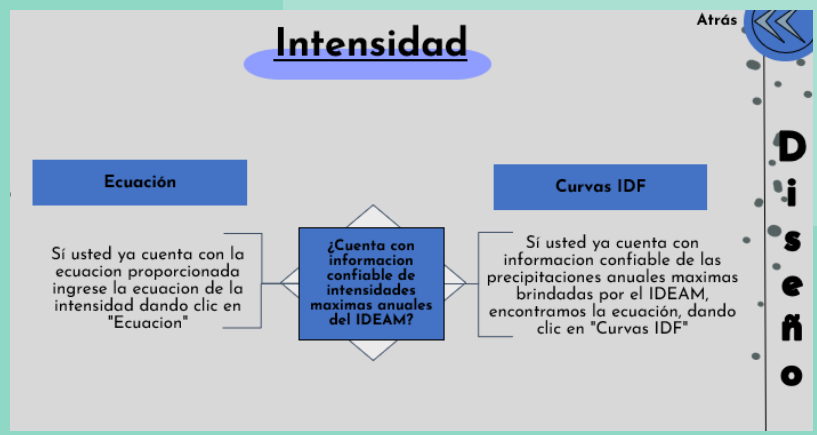 Atrás
Intensidad
Ecuación
Curvas IDF
Sí usted ya cuenta con la
ecuacion proporcionada
ingrese la ecuacion de la
intensidad dando clic en
"Ecuacion"
¿Cuenta con
informacion
confiable de
intensidades
maximas anuales
del IDEAM?
Sí usted ya cuenta con
informacion confiable de las
precipitaciones anuales maximas
brindadas por el IDEAM,
encontramos la ecuación, dando
clic en "Curvas IDF"
Diseño